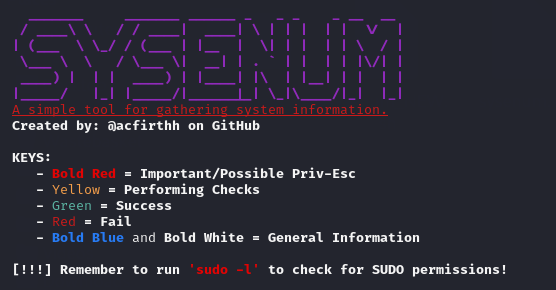 SYSENUM
A simple tool for gathering system information.
Created by: @acfirthh on GitHub
KEYS:
- Bold Red = Important/Possible Priv-Esc
- Yellow = Performing Checks
- Green = Success
- Red = Fail
- Bold Blue and Bold White = General Information
[!!!] Remember to run 'sudo -l' to check for SUDO permissions!